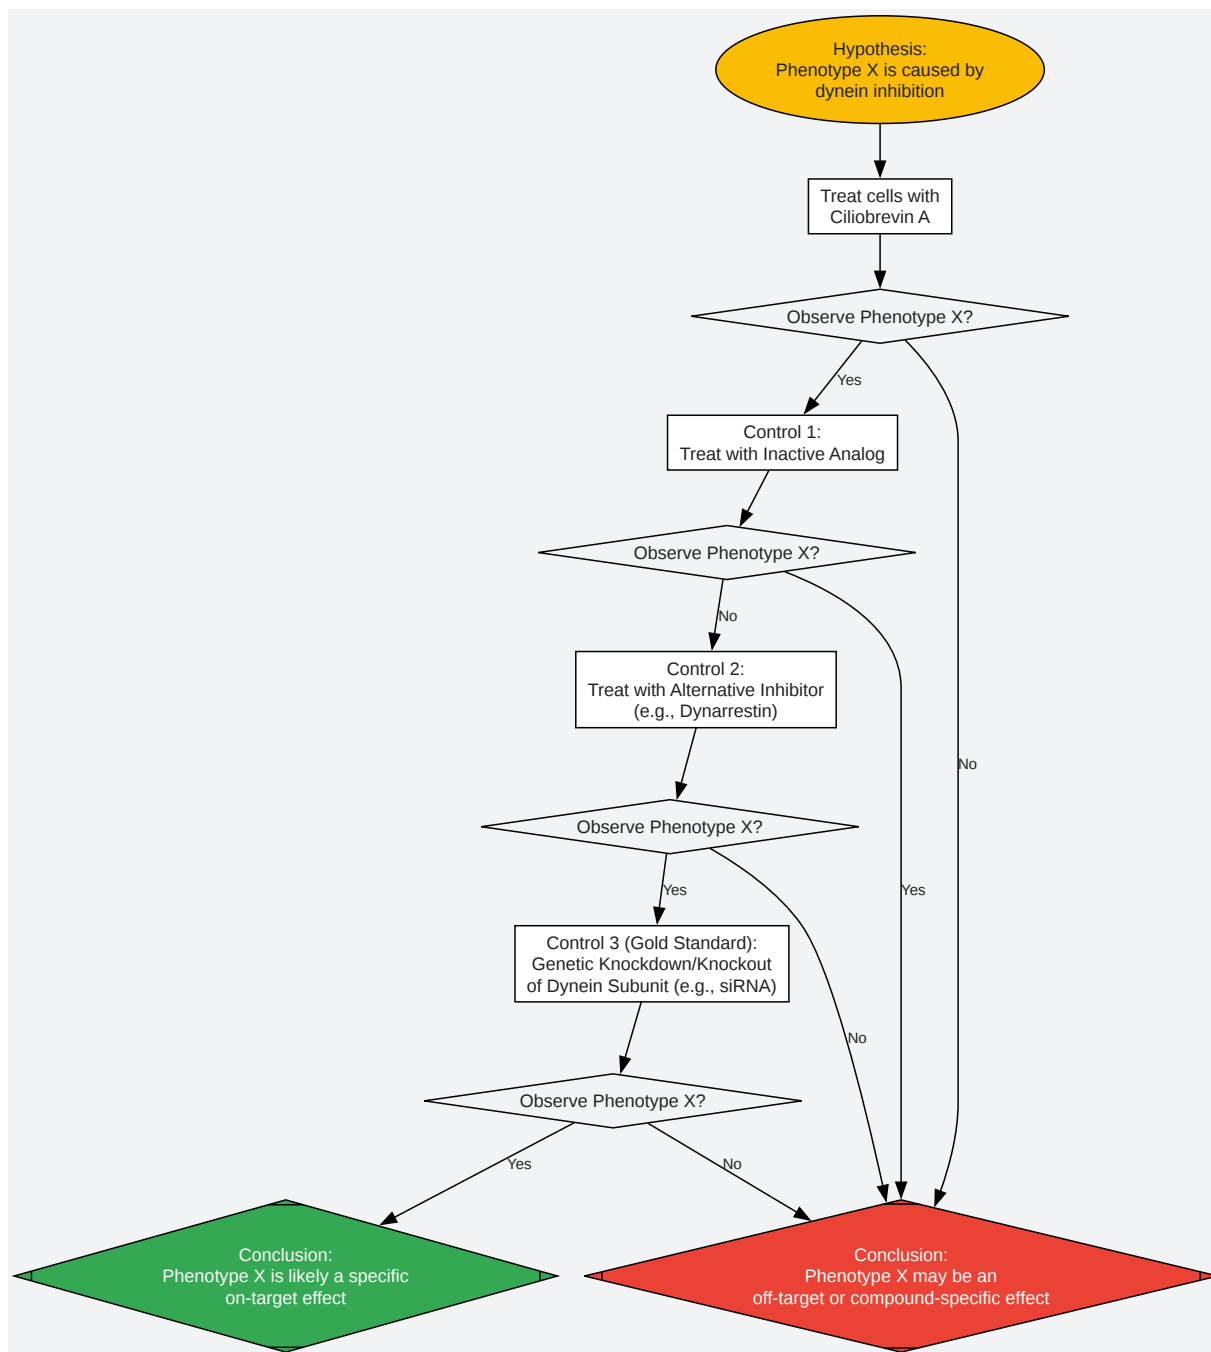 Hypothesis:
Phenotype X is caused by
dynein inhibition
Treat cells with
Ciliobrevin A
Observe Phenotype X?
Yes
Control 1:
Treat with Inactive Analog
Observe Phenotype X?
No
Control 2:
Treat with Alternative Inhibitor
(e.g., Dynarrestin)
No
Observe Phenotype X?
Yes
Yes
Control 3 (Gold Standard):
Genetic Knockdown/Knockout
of Dynein Subunit (e.g., siRNA)
No
Observe Phenotype X?
Yes
No
Conclusion:
Phenotype X is likely a specific
on-target effect
Conclusion:
Phenotype X may be an
off-target or compound-specific effect